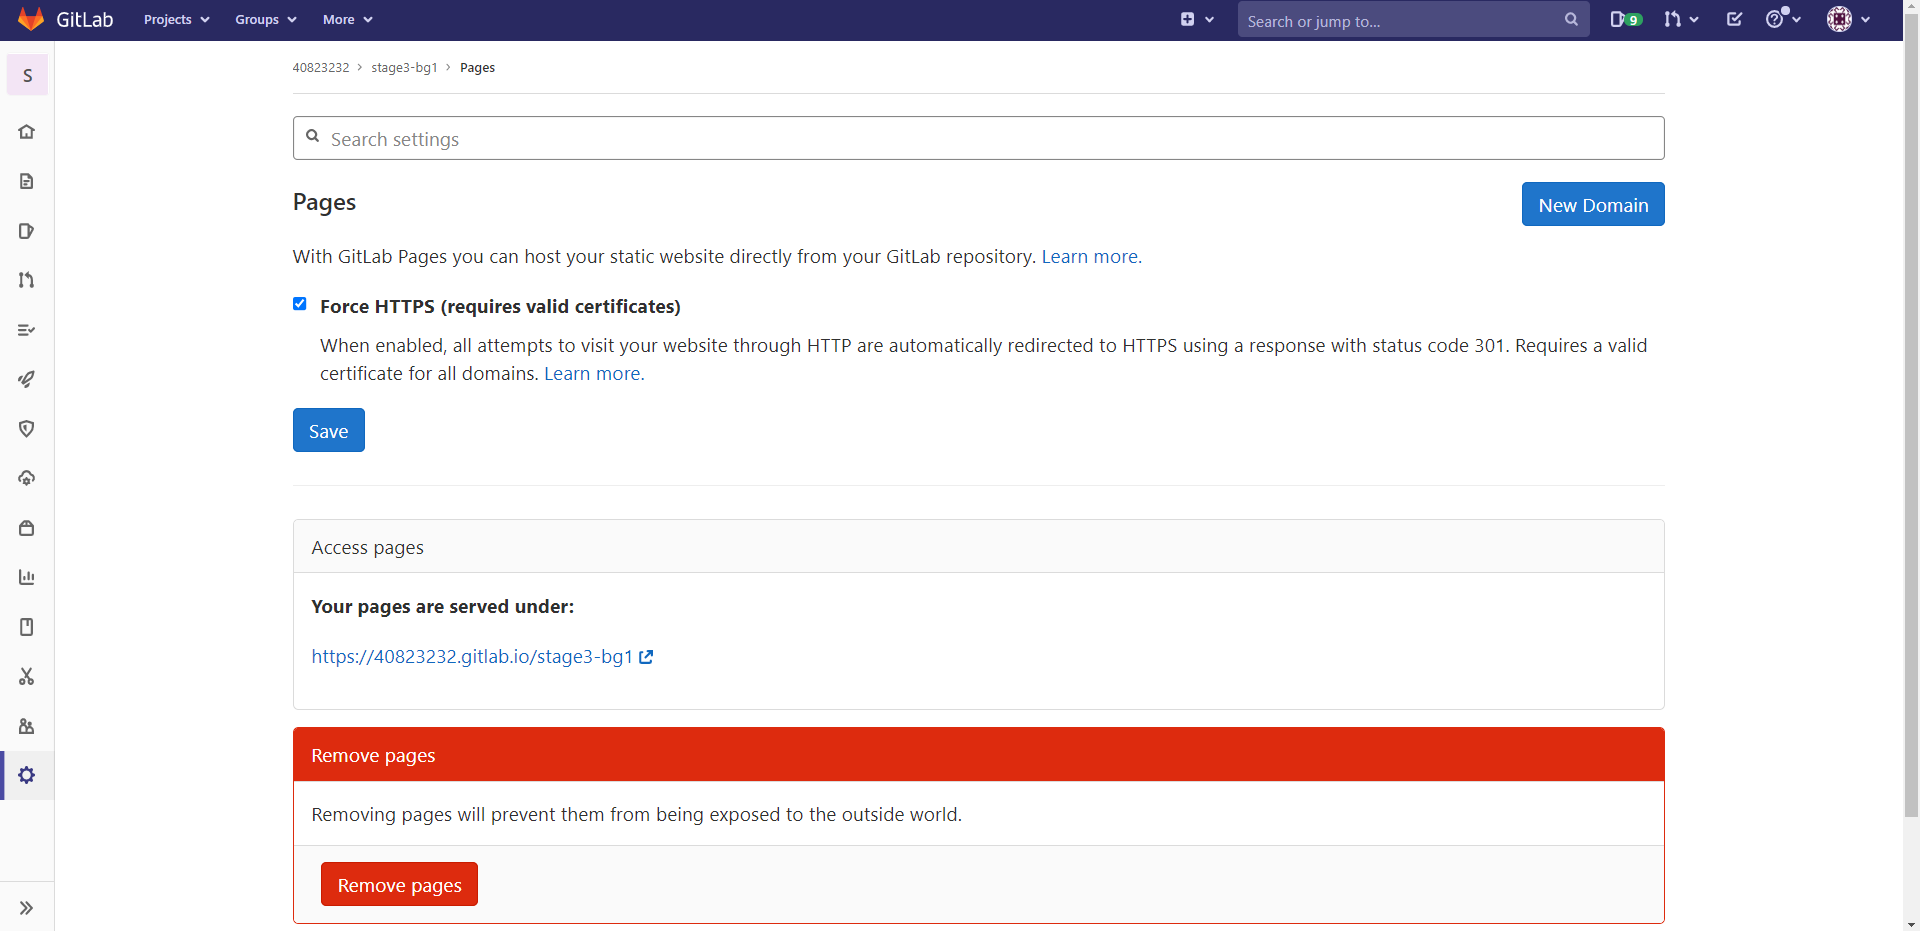 GitLab Projects Groups More Search or jump to... 9
S
40823232 › stage3-bg1 › Pages
Search settings
Pages
New Domain
With GitLab Pages you can host your static website directly from your GitLab repository. Learn more.
Force HTTPS (requires valid certificates)
When enabled, all attempts to visit your website through HTTP are automatically redirected to HTTPS using a response with status code 301. Requires a valid
certificate for all domains. Learn more.
Save
Access pages
Your pages are served under:
https://40823232.gitlab.io/stage3-bg1
Remove pages
Removing pages will prevent them from being exposed to the outside world.
Remove pages